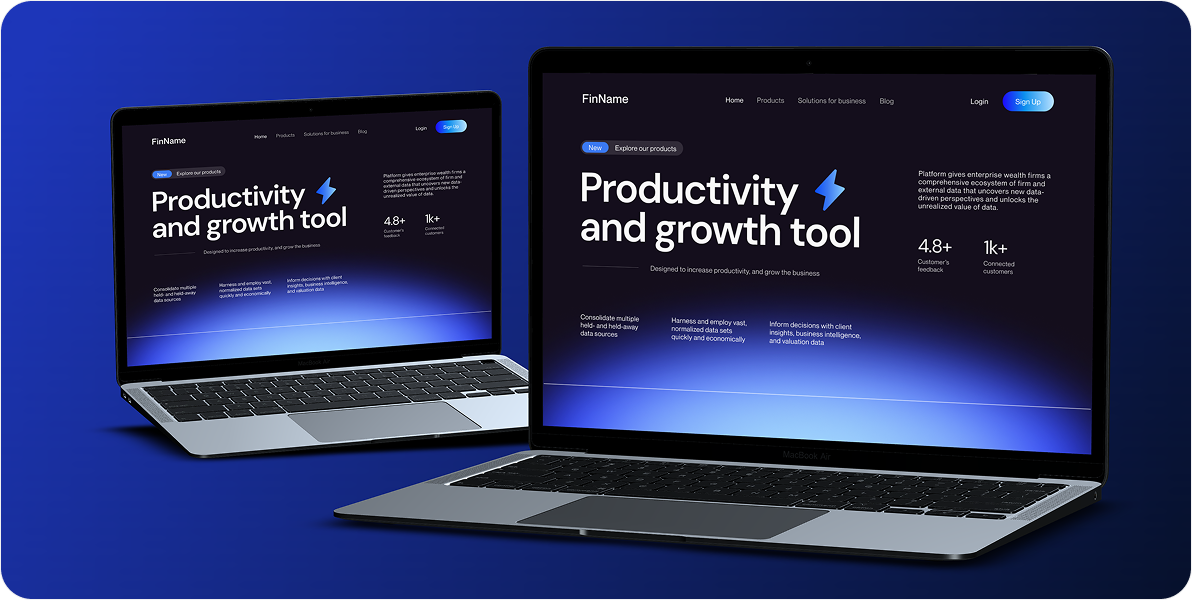 FinName
Home Products Solutions for business Blog
Login Sign Up
New Explore our products
Productivity
and growth tool
Designed to increase productivity, and grow the business
Platform gives enterprise wealth firms a
comprehensive ecosystem of firm and
external data that uncovers new data-
driven perspectives and unlocks the
unrealized value of data.
4.8+
Customer's
feedback
1k+
Connected
customers
Consolidate multiple
held- and held-away
data sources
Harness and employ vast,
normalized data sets
quickly and economically
Inform decisions with client
insights, business intelligence,
and valuation data
FinName
Home Products Solutions for business Blog
Login Sign Up
New Explore our products
Productivity
and growth tool
Designed to increase productivity, and grow the business
Platform gives enterprise wealth firms a
comprehensive ecosystem of firm and
external data that uncovers new data-
driven perspectives and unlocks the
unrealized value of data.
4.8+
Customer's
feedback
1k+
Connected
customers
Consolidate multiple
held- and held-away
data sources
Harness and employ vast,
normalized data sets
quickly and economically
Inform decisions with client
insights, business intelligence,
and valuation data
MacBook Air